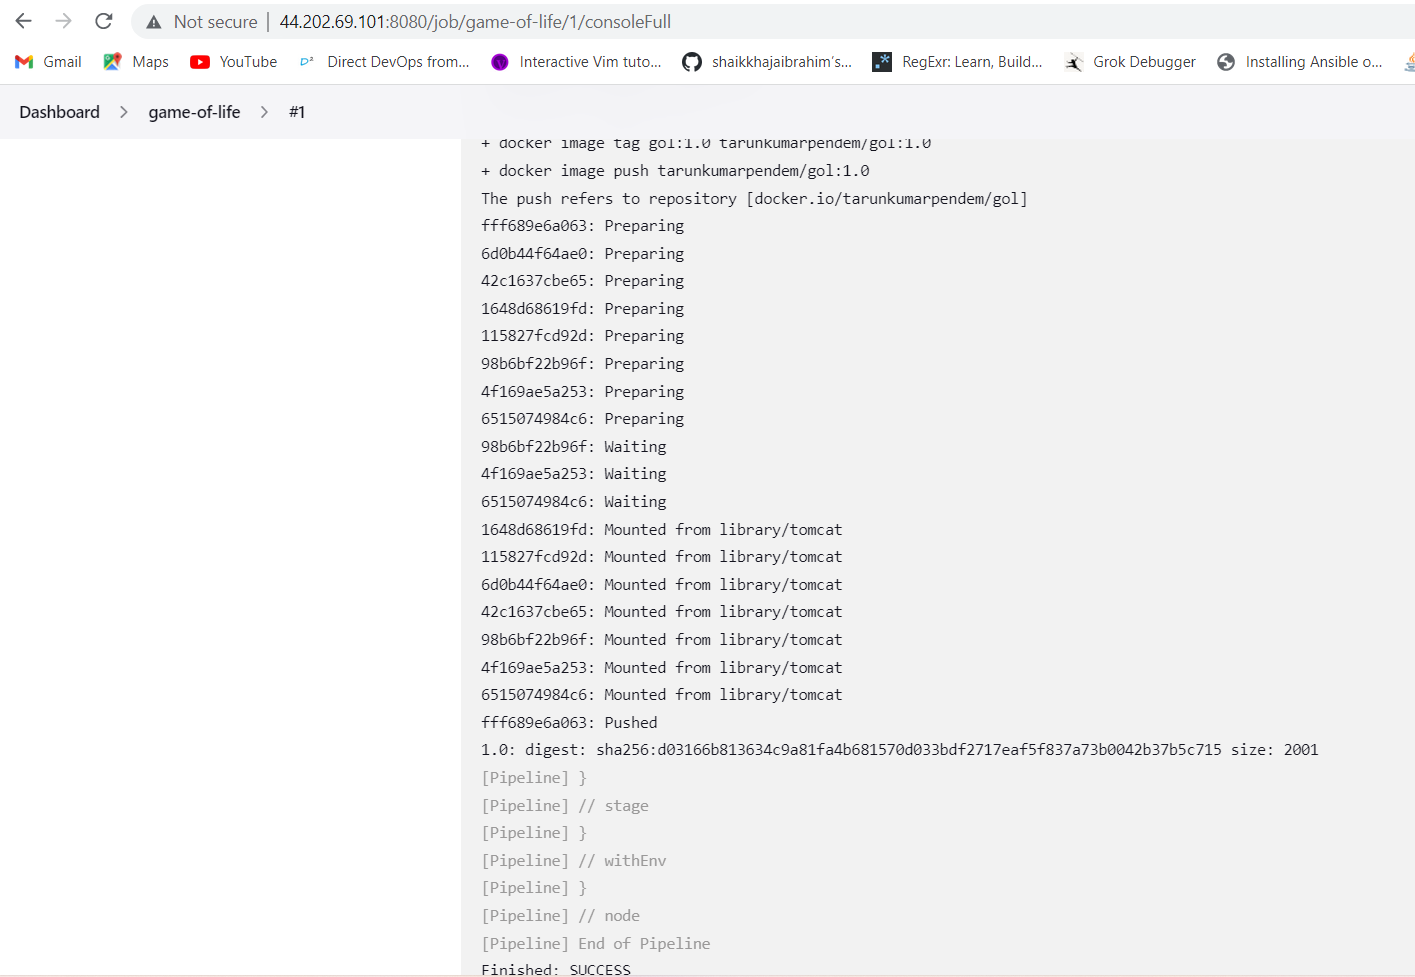 Not secure | 44.202.69.101:8080/job/game-of-life/1/consoleFull
Gmail Maps YouTube D² Direct DevOps from... Interactive Vim tuto... shaikkhajaibrahim's... RegExr: Learn, Build... Grok Debugger Installing Ansible o...
Dashboard > game-of-life > #1
+ docker image tag gol:1.0 tarunkumarpendem/gol:1.0
+ docker image push tarunkumarpendem/gol:1.0
The push refers to repository [docker.io/tarunkumarpendem/gol]
fff689e6a063: Preparing
6d0b44f64ae0: Preparing
42c1637cbe65: Preparing
1648d68619fd: Preparing
115827fcd92d: Preparing
98b6bf22b96f: Preparing
4f169ae5a253: Preparing
6515074984c6: Preparing
98b6bf22b96f: Waiting
4f169ae5a253: Waiting
6515074984c6: Waiting
1648d68619fd: Mounted from library/tomcat
115827fcd92d: Mounted from library/tomcat
6d0b44f64ae0: Mounted from library/tomcat
42c1637cbe65: Mounted from library/tomcat
98b6bf22b96f: Mounted from library/tomcat
4f169ae5a253: Mounted from library/tomcat
6515074984c6: Mounted from library/tomcat
fff689e6a063: Pushed
1.0: digest: sha256:d03166b813634c9a81fa4b681570d033bdf2717eaf5f837a73b0042b37b5c715 size: 2001
[Pipeline] }
[Pipeline] // stage
[Pipeline] }
[Pipeline] // withEnv
[Pipeline] }
[Pipeline] // node
[Pipeline] End of Pipeline
Finished: SUCCESS